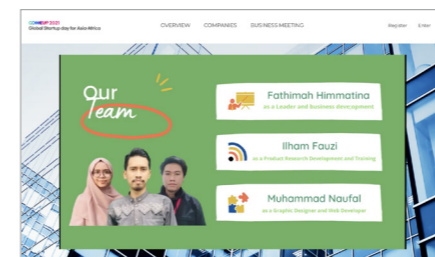 COMEUP 2021
Global Startup day for Asia·Africa
OVERVIEW
COMPANIES
BUSINESS MEETING
Register
Enter
Our
Team
Fathimah Himmatina
as a Leader and business development
Ilham Fauzi
as a Product Research Development and Training
Muhammad Naufal
as a Graphic Designer and Web Developer